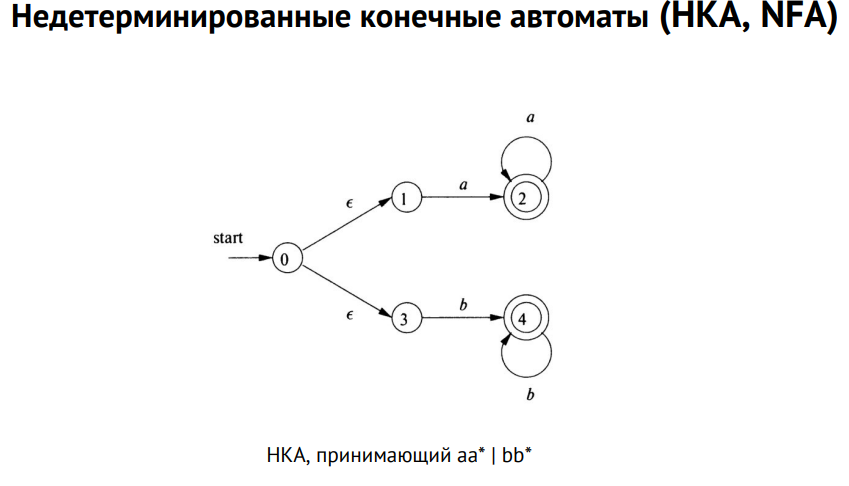 Недетерминированные конечные автоматы (НКА, NFA)
a
ϵ
1
a
2
start
0
ϵ
3
b
4
b
НКА, принимающий aa* | bb*